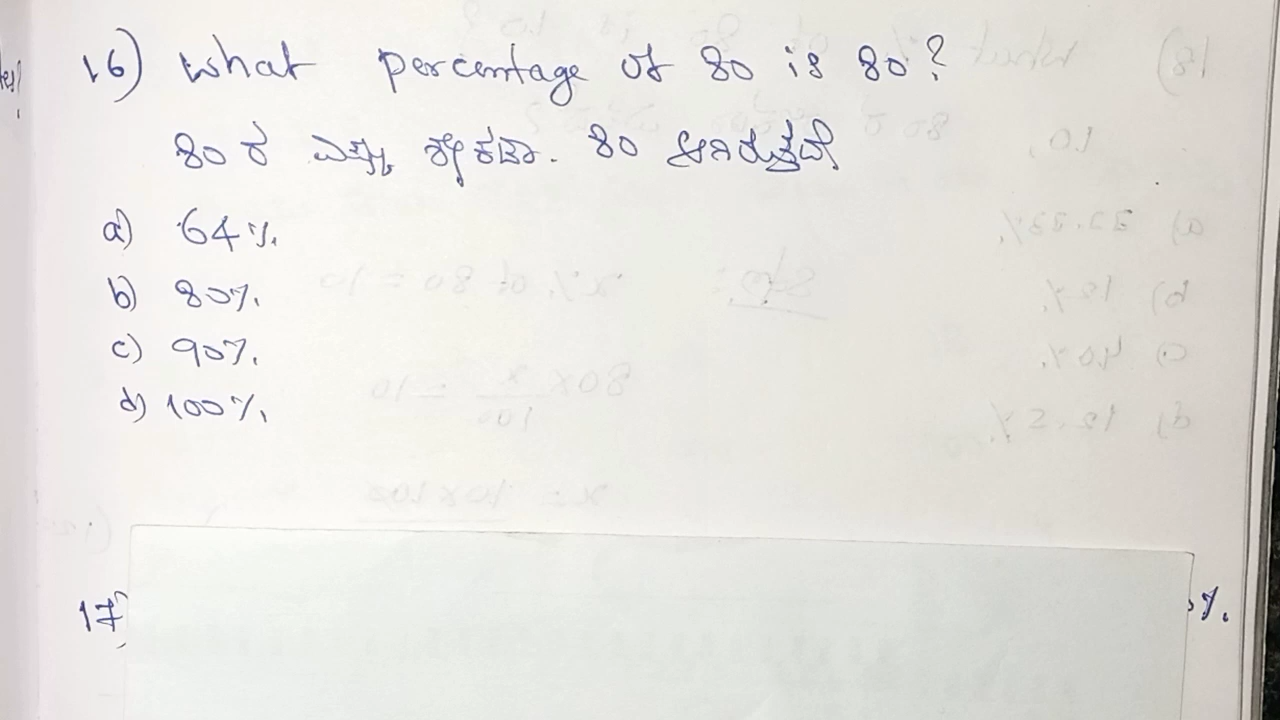 16) What percentage of 80 is 80?
80 ರ ಎಷ್ಟು ಶೇಕಡಾ. 80 ಆಗಿರುತ್ತದೆ
a) 64%.
b) 80%.
c) 90%.
d) 100%.
17
%.